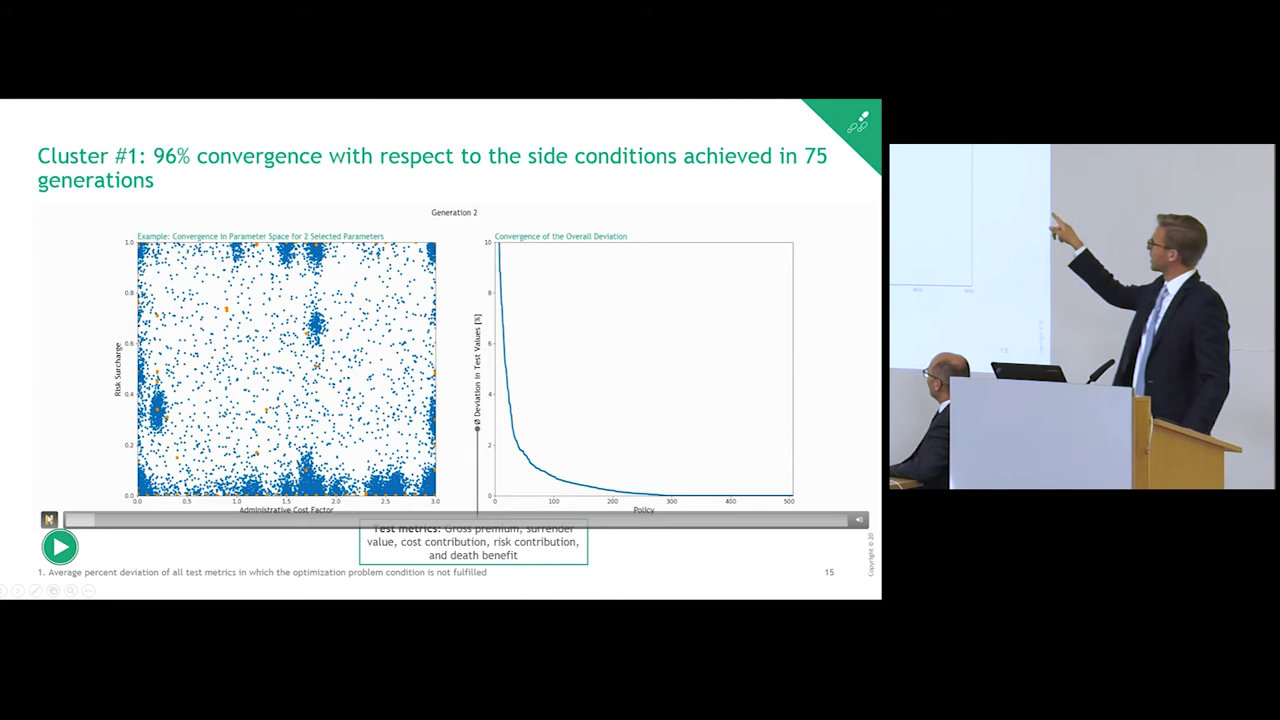 Cluster #1: 96% convergence with respect to the side conditions achieved in 75
generations
Generation 2
Example: Convergence in Parameter Space for 2 Selected Parameters
Convergence of the Overall Deviation
1.0
0.8
0.6
0.4
0.2
0.0
Risk Surcharge
0.0 0.5 1.0 1.5 2.0 2.5 3.0
Administrative Cost Factor
10
8
6
4
2
0
Ø Deviation in Test Values [%]
0 100 200 300 400 500
Policy
Test metrics: Gross premium, surrender
value, cost contribution, risk contribution,
and death benefit
1. Average percent deviation of all test metrics in which the optimization problem condition is not fulfilled
15
Copyright © 20